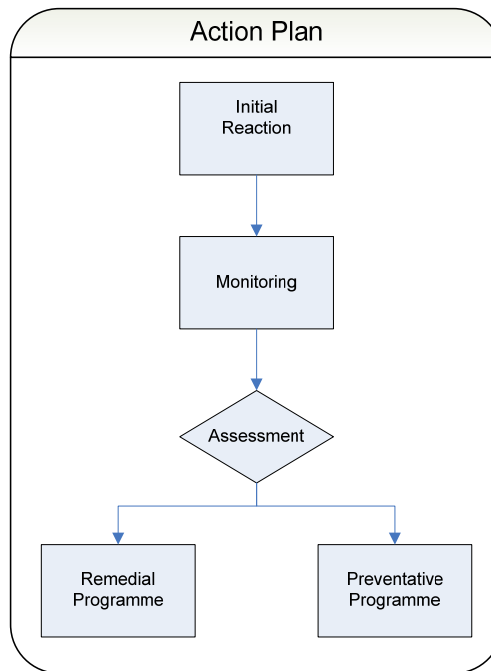 Action Plan
Initial
Reaction
Monitoring
Assessment
Remedial
Programme
Preventative
Programme